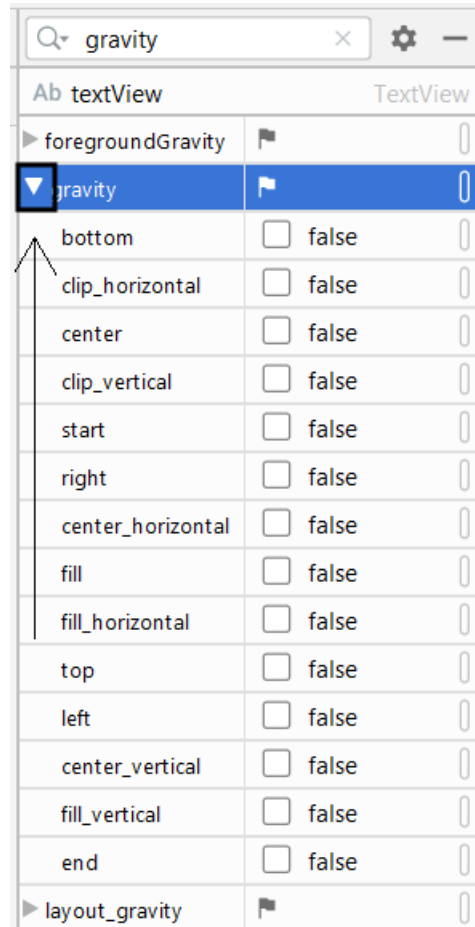 gravity
Ab textView TextView
foregroundGravity
gravity
bottom false
clip_horizontal false
center false
clip_vertical false
start false
right false
center_horizontal false
fill false
fill_horizontal false
top false
left false
center_vertical false
fill_vertical false
end false
layout_gravity